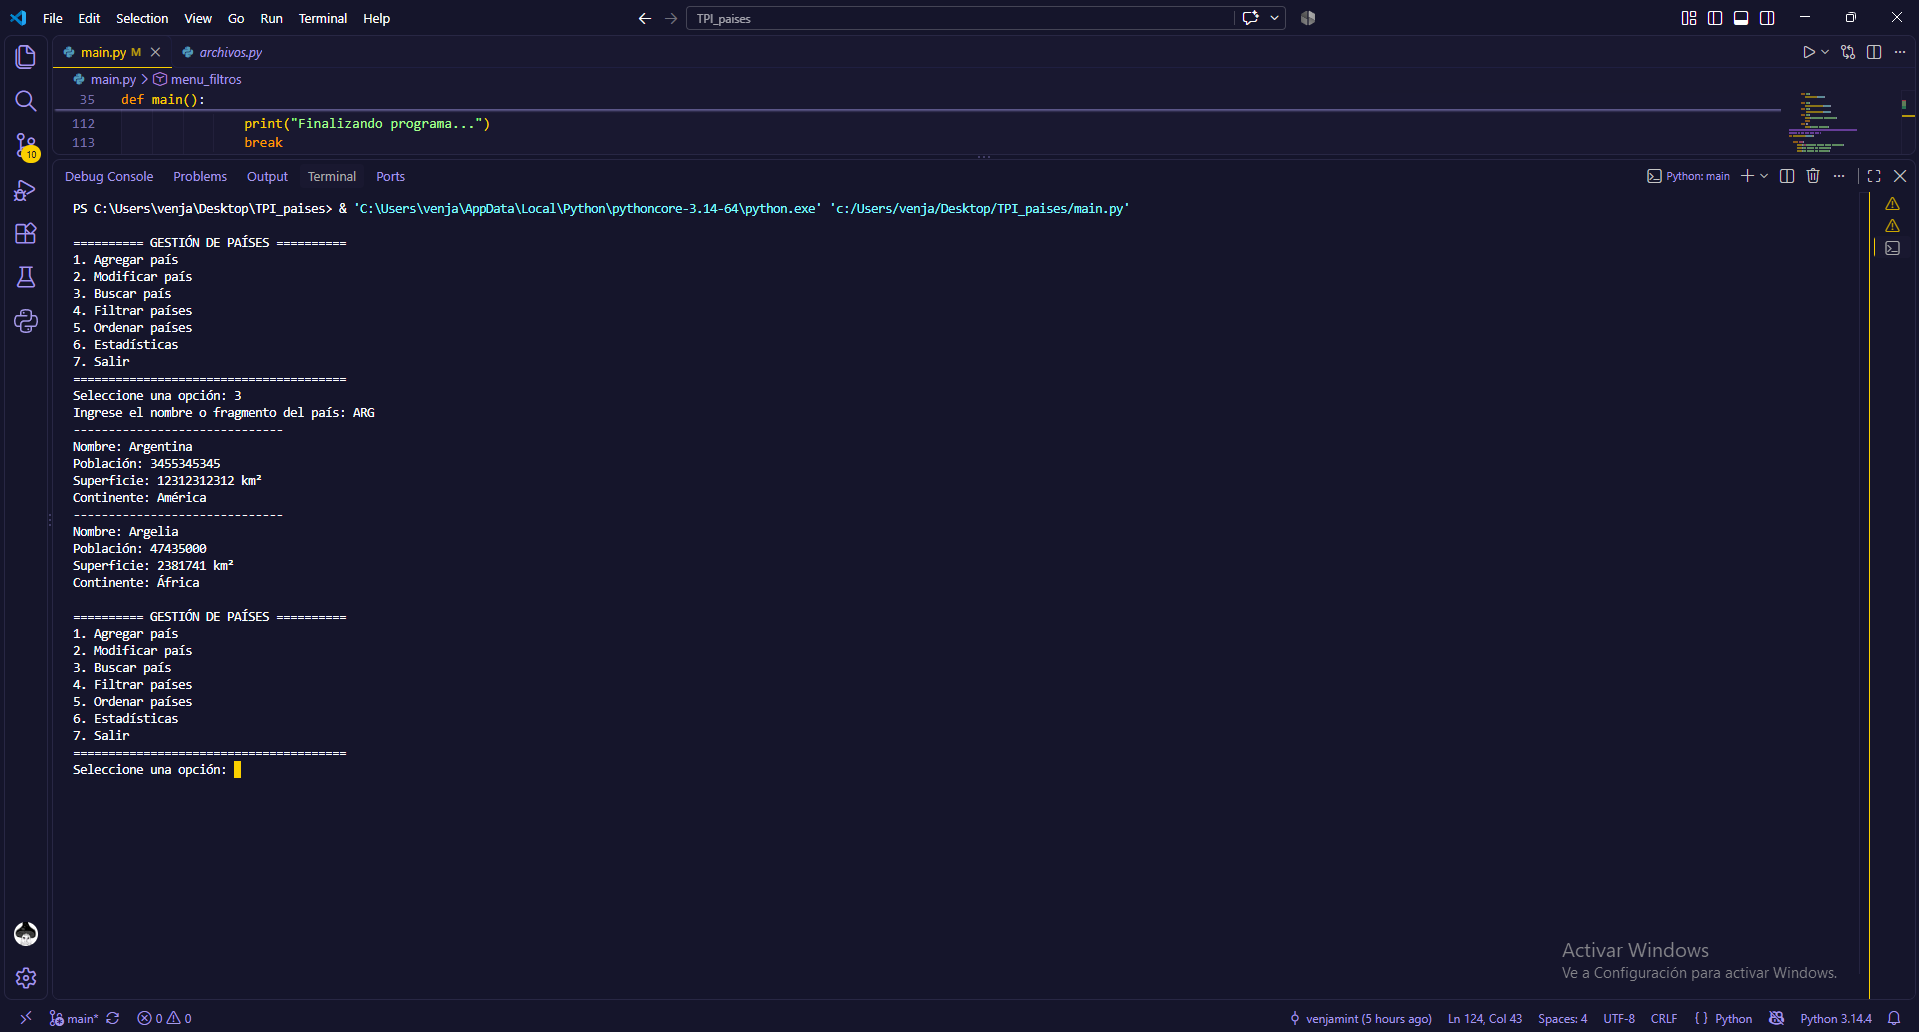 File Edit Selection View Go Run Terminal Help
TPI_paises
main.py M
archivos.py
main.py > menu_filtros
35 def main():
112 print("Finalizando programa...")
113 break
10
Debug Console Problems Output Terminal Ports
Python: main
PS C:\Users\venja\Desktop\TPI_paises> & 'C:\Users\venja\AppData\Local\Python\pythoncore-3.14-64\python.exe' 'c:/Users/venja/Desktop/TPI_paises/main.py'
========== GESTIÓN DE PAÍSES ==========
1. Agregar país
2. Modificar país
3. Buscar país
4. Filtrar países
5. Ordenar países
6. Estadísticas
7. Salir
=======================================
Seleccione una opción: 3
Ingrese el nombre o fragmento del país: ARG
------------------------------
Nombre: Argentina
Población: 3455345345
Superficie: 12312312312 km²
Continente: América
------------------------------
Nombre: Argelia
Población: 47435000
Superficie: 2381741 km²
Continente: África
========== GESTIÓN DE PAÍSES ==========
1. Agregar país
2. Modificar país
3. Buscar país
4. Filtrar países
5. Ordenar países
6. Estadísticas
7. Salir
=======================================
Seleccione una opción:
Activar Windows
Ve a Configuración para activar Windows.
main* 0 0 venjamint (5 hours ago) Ln 124, Col 43 Spaces: 4 UTF-8 CRLF { } Python Python 3.14.4